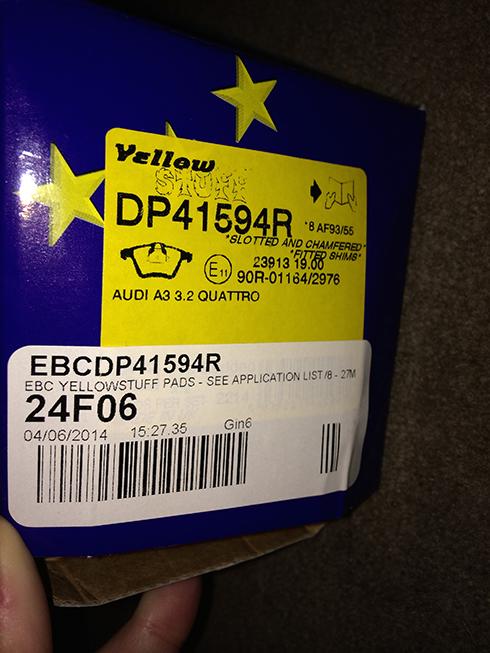 Yellow
STUFF
DP41594R
*8 AF93/55
*SLOTTED AND CHAMFERED*
*FITTED SHIMS*
23913 19.00
E11 90R-01164/2976
AUDI A3 3.2 QUATTRO
EBCDP41594R
EBC YELLOWSTUFF PADS - SEE APPLICATION LIST /8 - 27M
24F06
04/06/2014 15:27.35 Gin6